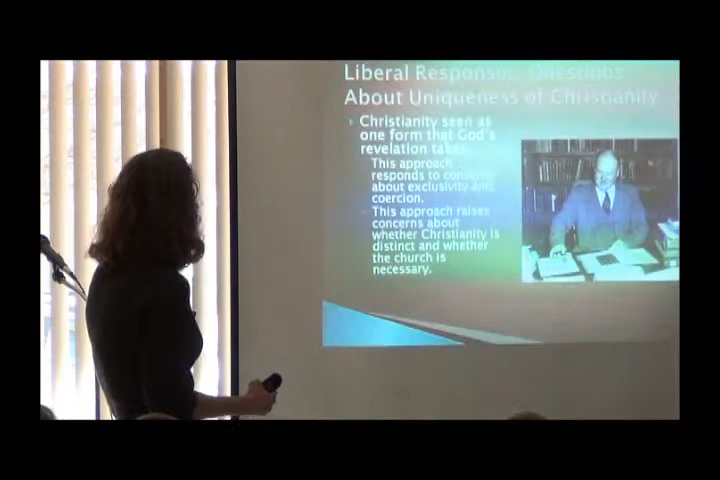 Liberal Responses: Questions
About Uniqueness of Christianity
Christianity seen as
one form that God's
revelation takes.
This approach
responds to concerns
about exclusivity and
coercion.
This approach raises
concerns about
whether Christianity is
distinct and whether
the church is
necessary.